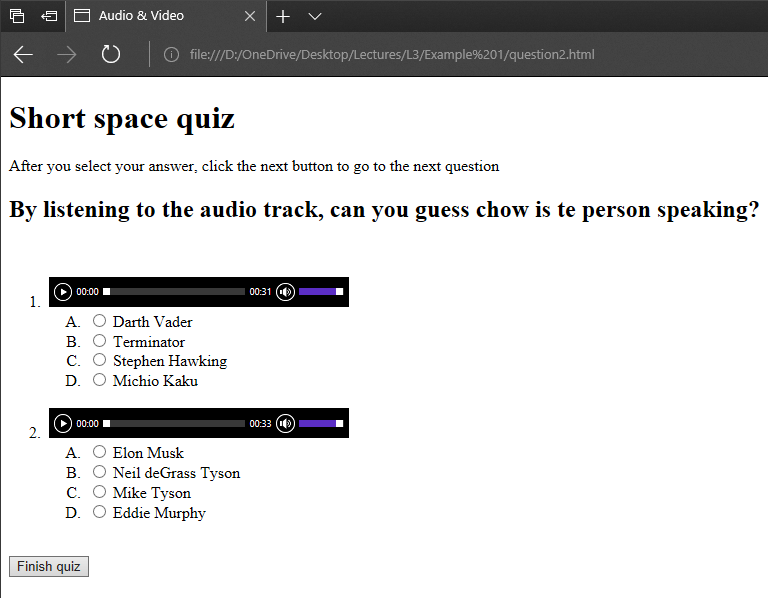 Audio & Video
file:///D:/OneDrive/Desktop/Lectures/L3/Example%201/question2.html
Short space quiz
After you select your answer, click the next button to go to the next question
By listening to the audio track, can you guess chow is te person speaking?
1. 00:00 00:31
A. Darth Vader
B. Terminator
C. Stephen Hawking
D. Michio Kaku
2. 00:00 00:33
A. Elon Musk
B. Neil deGrass Tyson
C. Mike Tyson
D. Eddie Murphy
Finish quiz